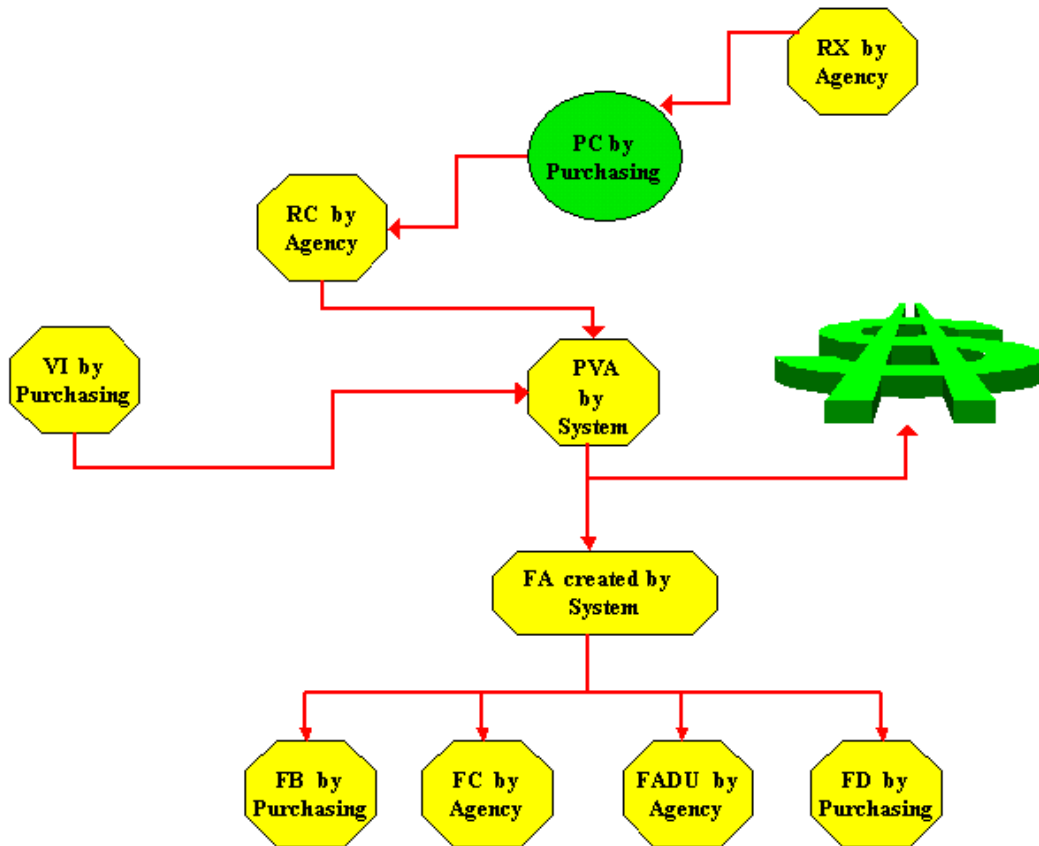 RX by
Agency
PC by
Purchasing
RC by
Agency
VI by
Purchasing
PVA
by
System
FA created by
System
FB by
Purchasing
FC by
Agency
FADU by
Agency
FD by
Purchasing